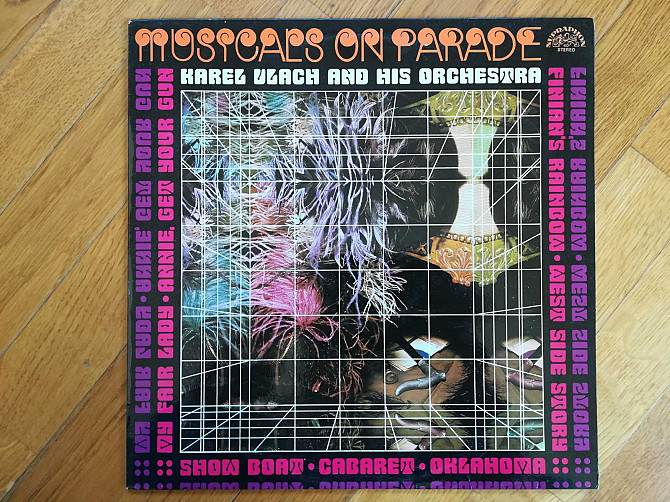 MUSICALS ON PARADE
SUPRAPHON
STEREO
KAREL VLACH AND HIS ORCHESTRA
MY FAIR LADY • ANNIE, GET YOUR GUN
FINIAN'S RAINBOW • WEST SIDE STORY
SHOW BOAT • CABARET • OKLAHOMA